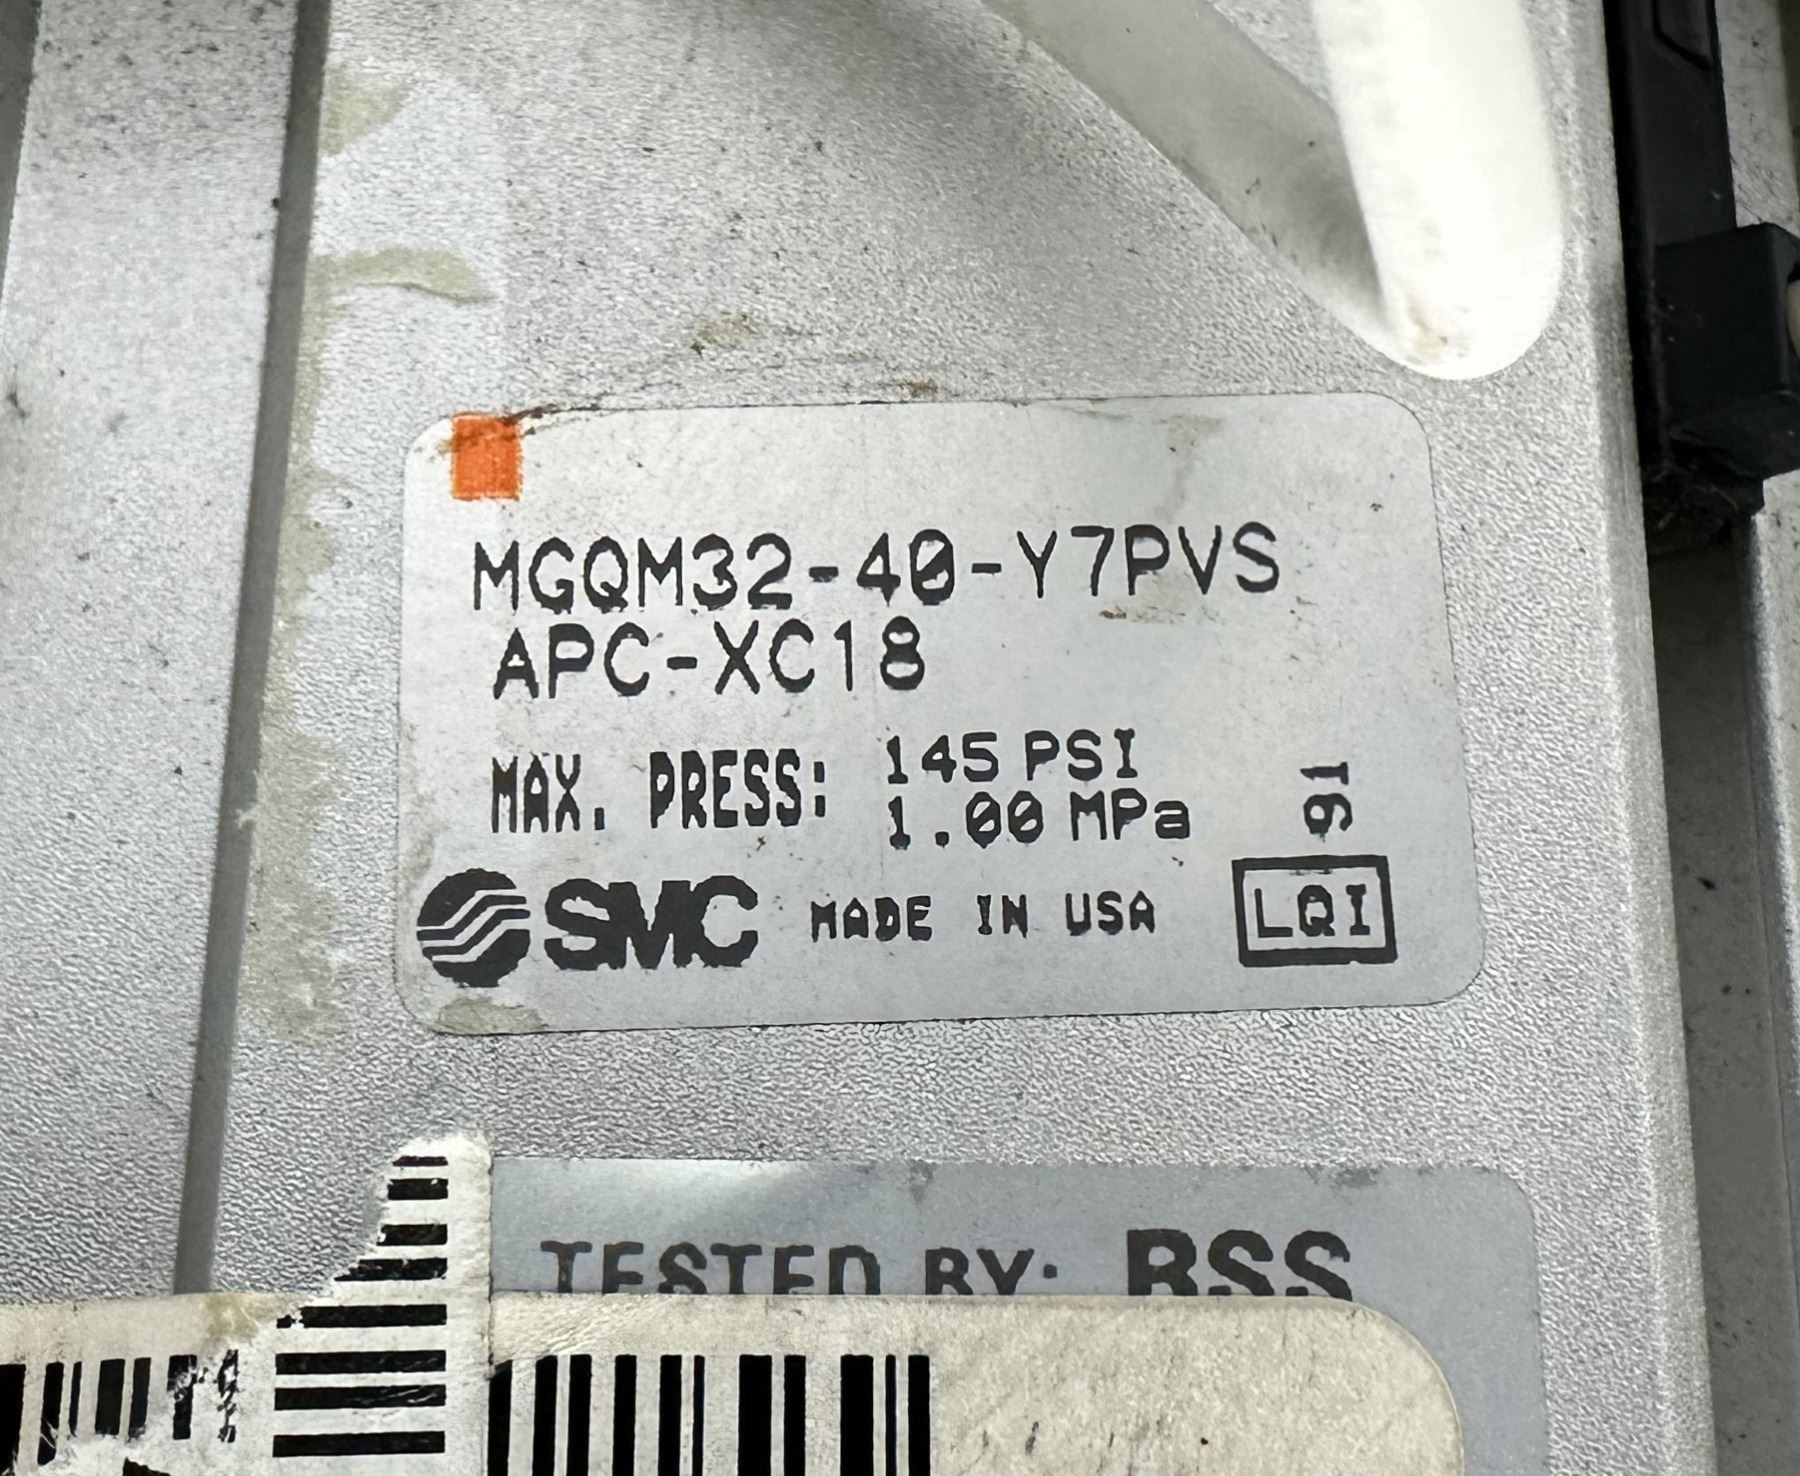 MGQM32-40-Y7PVS
APC-XC18
MAX. PRESS: 145 PSI
1.00 MPa
91
SMC MADE IN USA LQI
TESTED BY: BSS